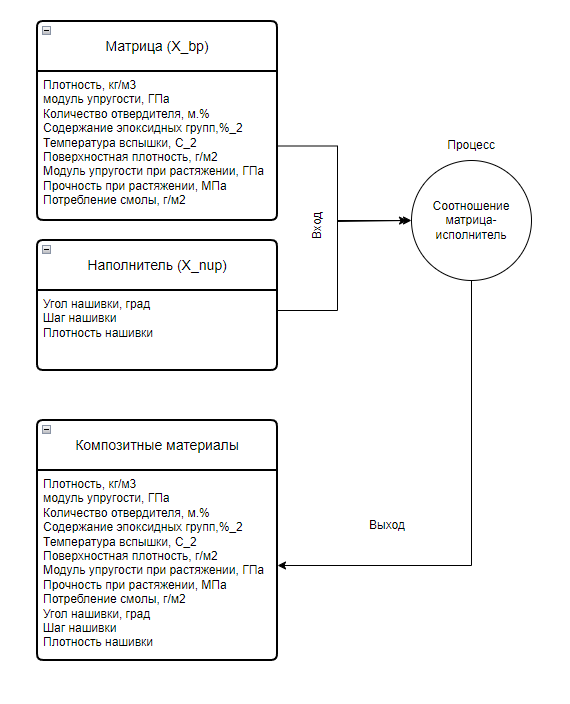 Матрица (X_bp)
Плотность, кг/м3
модуль упругости, ГПа
Количество отвердителя, м.%
Содержание эпоксидных групп,%_2
Температура вспышки, С_2
Поверхностная плотность, г/м2
Модуль упругости при растяжении, ГПа
Прочность при растяжении, МПа
Потребление смолы, г/м2
Наполнитель (X_nup)
Угол нашивки, град
Шаг нашивки
Плотность нашивки
Вход
Процесс
Соотношение
матрица-
исполнитель
Композитные материалы
Плотность, кг/м3
модуль упругости, ГПа
Количество отвердителя, м.%
Содержание эпоксидных групп,%_2
Температура вспышки, С_2
Поверхностная плотность, г/м2
Модуль упругости при растяжении, ГПа
Прочность при растяжении, МПа
Потребление смолы, г/м2
Угол нашивки, град
Шаг нашивки
Плотность нашивки
Выход